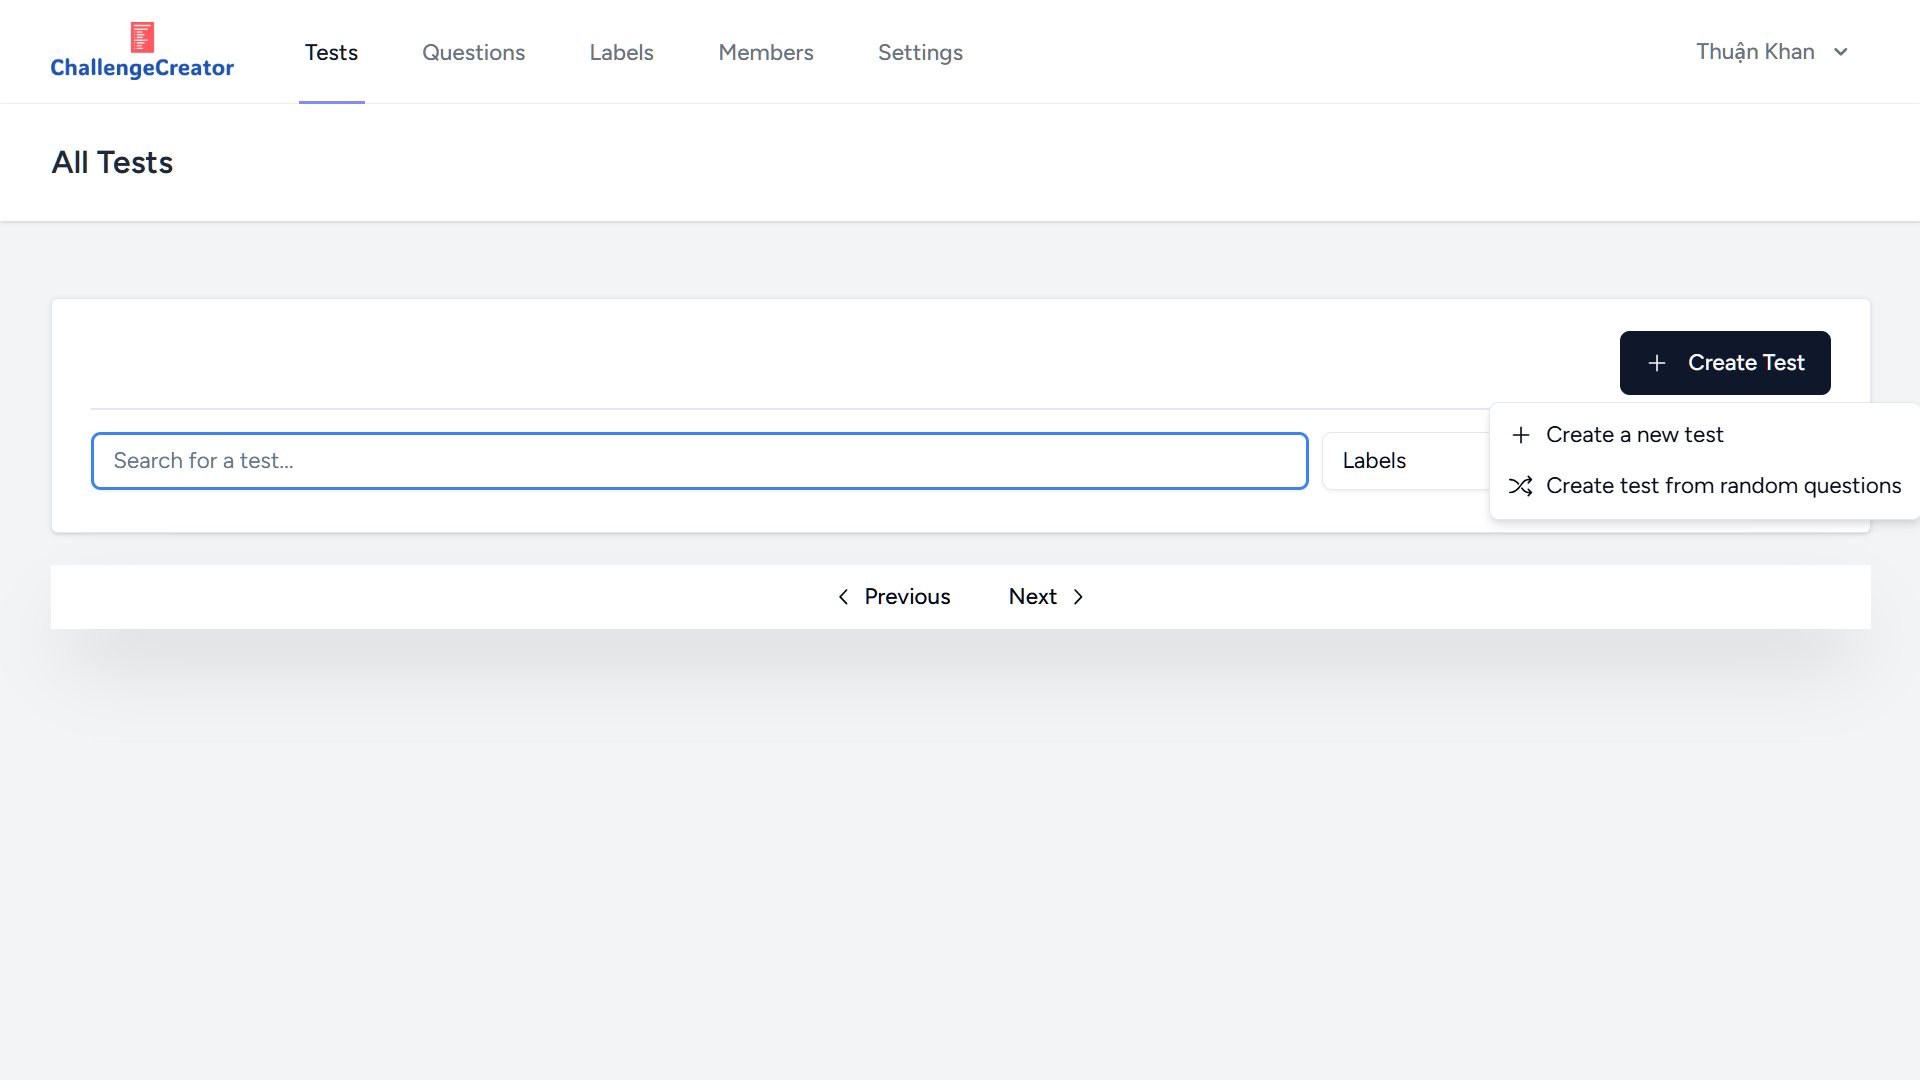 ChallengeCreator
Tests
Questions
Labels
Members
Settings
Thuận Khan
All Tests
Create Test
Search for a test...
Labels
Create a new test
Create test from random questions
Previous
Next